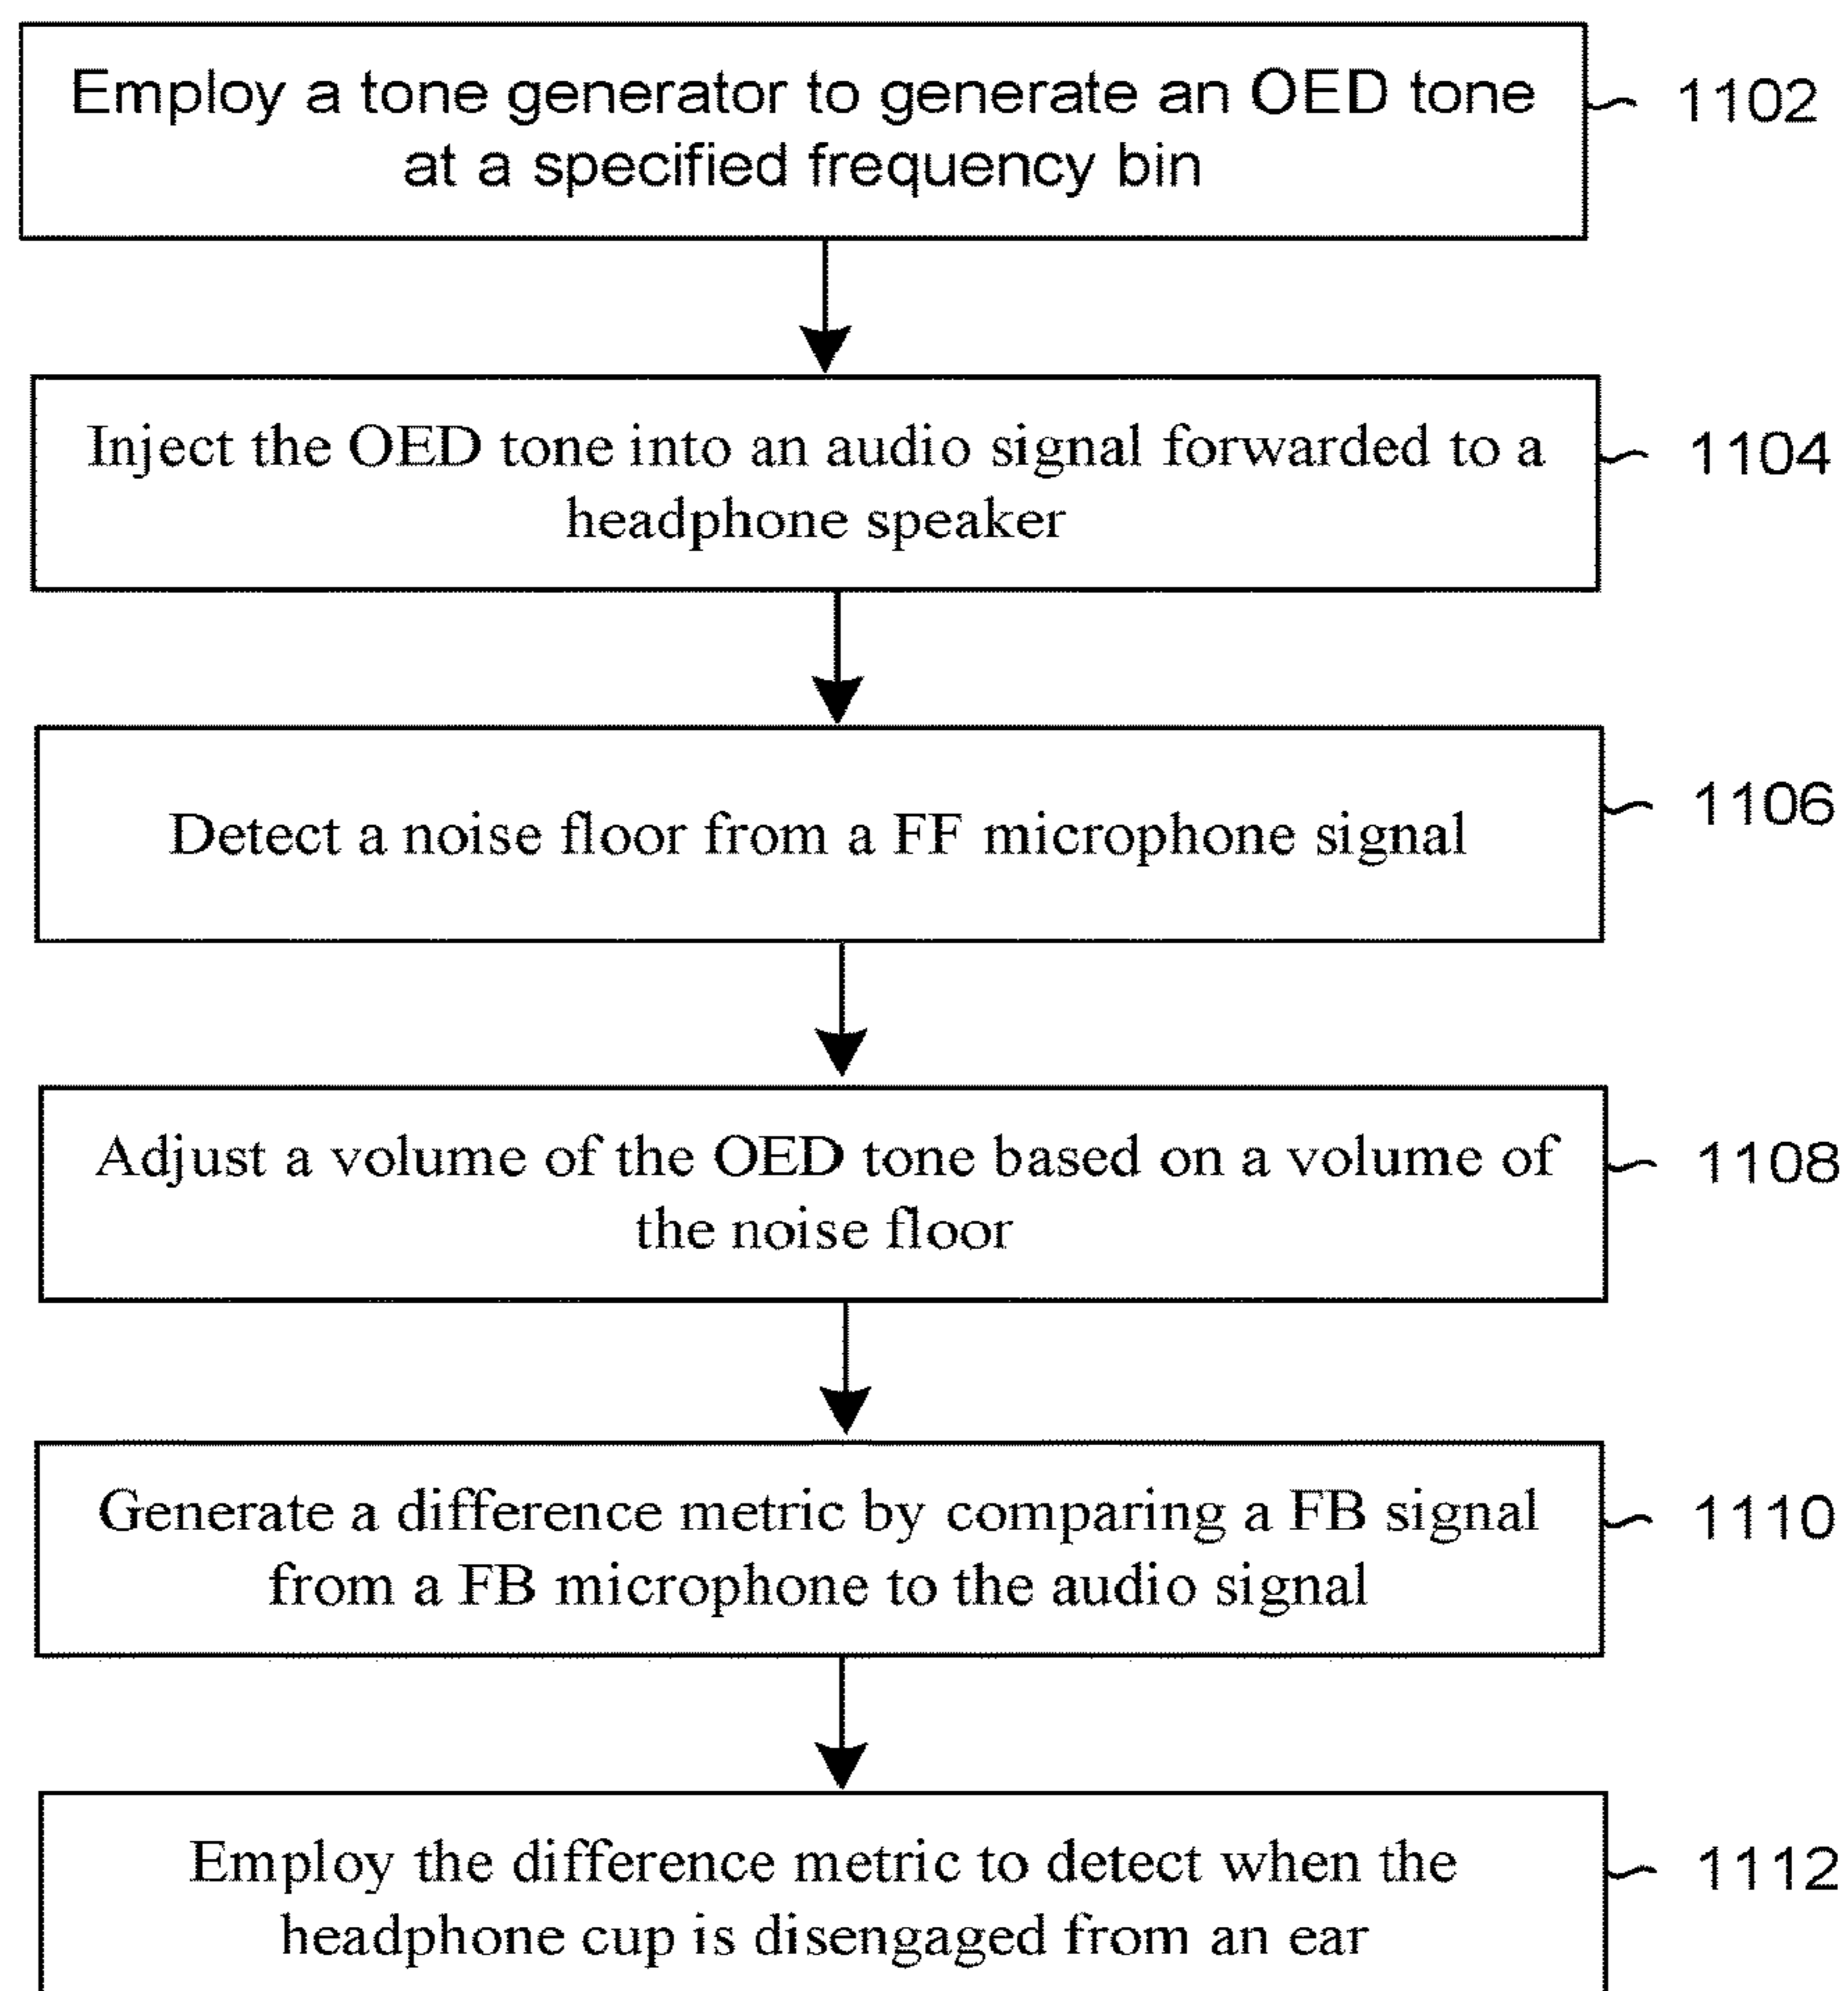 Employ a tone generator to generate an OED tone
at a specified frequency bin
1102
Inject the OED tone into an audio signal forwarded to a
headphone speaker
1104
Detect a noise floor from a FF microphone signal
1106
Adjust a volume of the OED tone based on a volume of
the noise floor
1108
Generate a difference metric by comparing a FB signal
from a FB microphone to the audio signal
1110
Employ the difference metric to detect when the
headphone cup is disengaged from an ear
1112